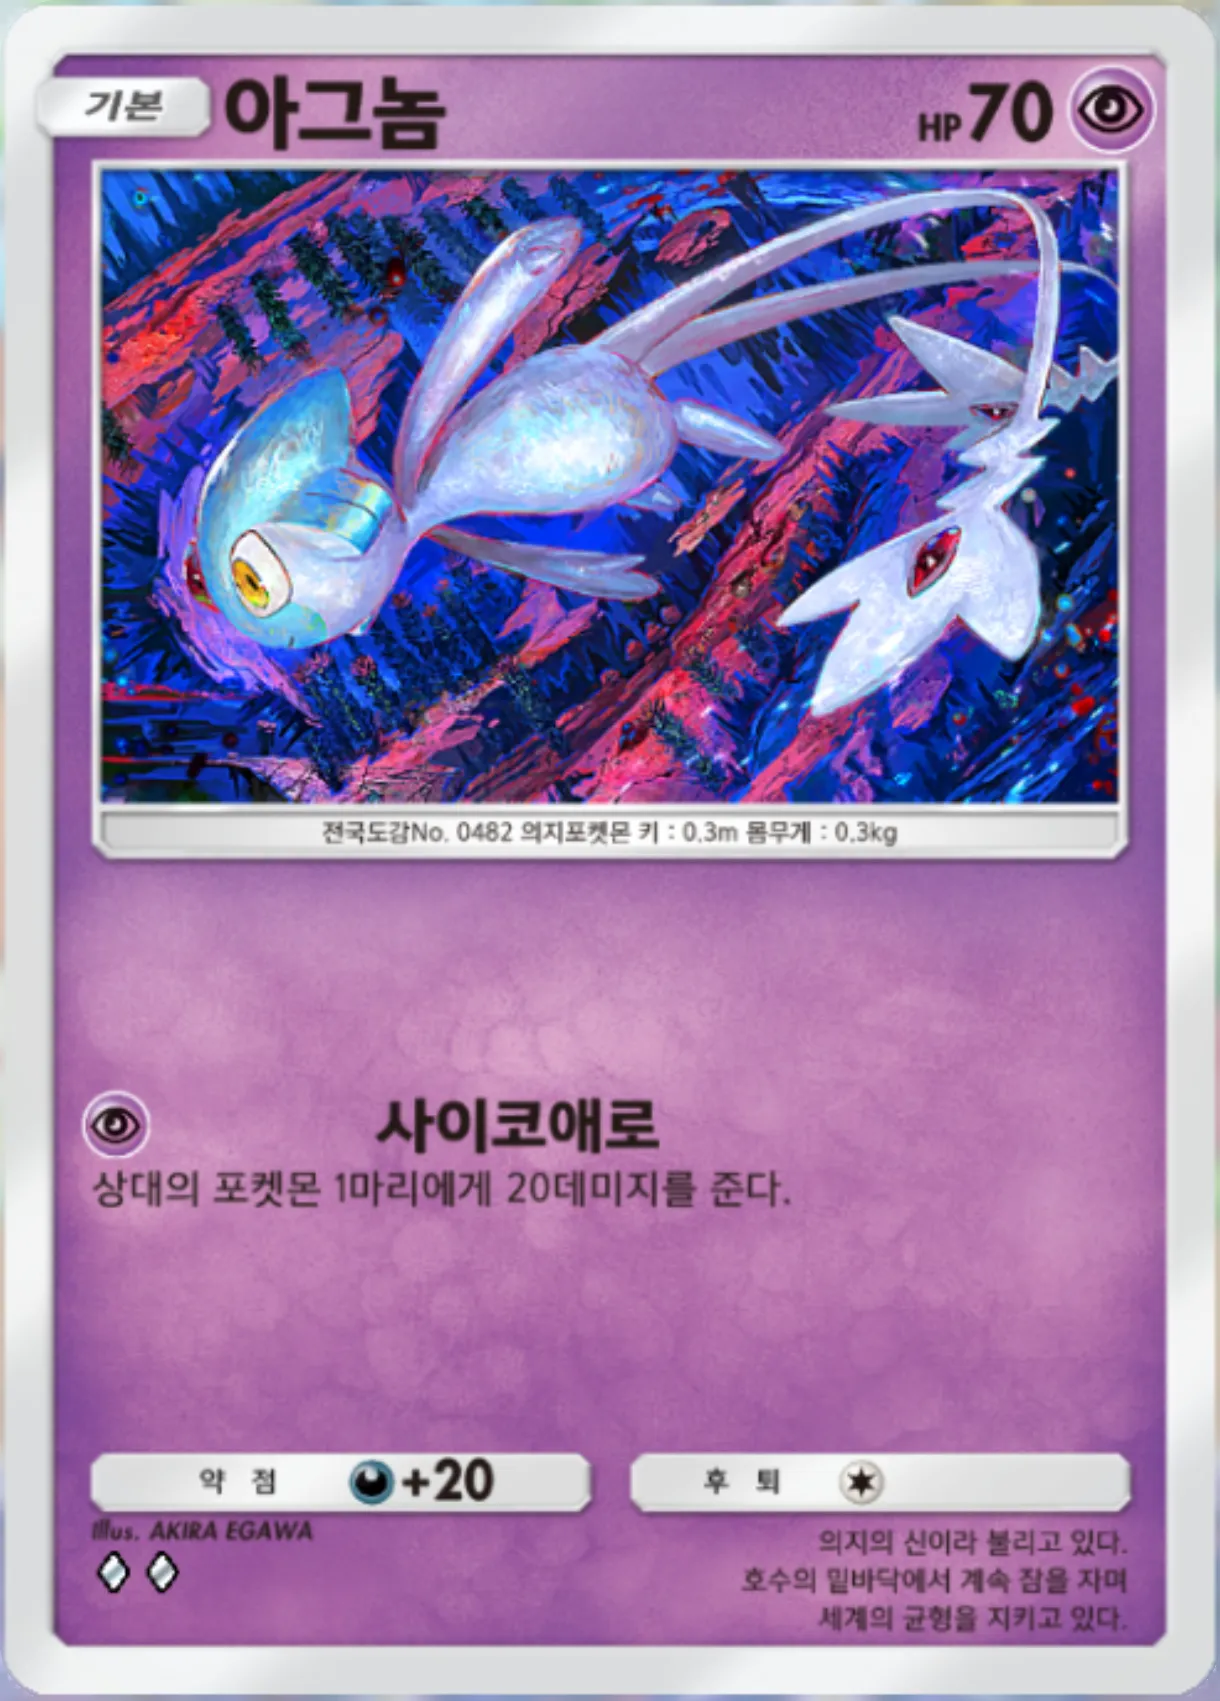 기본 아그놈 HP70
전국도감No. 0482 의지포켓몬 키 : 0.3m 몸무게 : 0.3kg
사이코애로
상대의 포켓몬 1마리에게 20데미지를 준다.
약 점 +20 후 퇴
Illus. AKIRA EGAWA
의지의 신이라 불리고 있다.
호수의 밑바닥에서 계속 잠을 자며
세계의 균형을 지키고 있다.